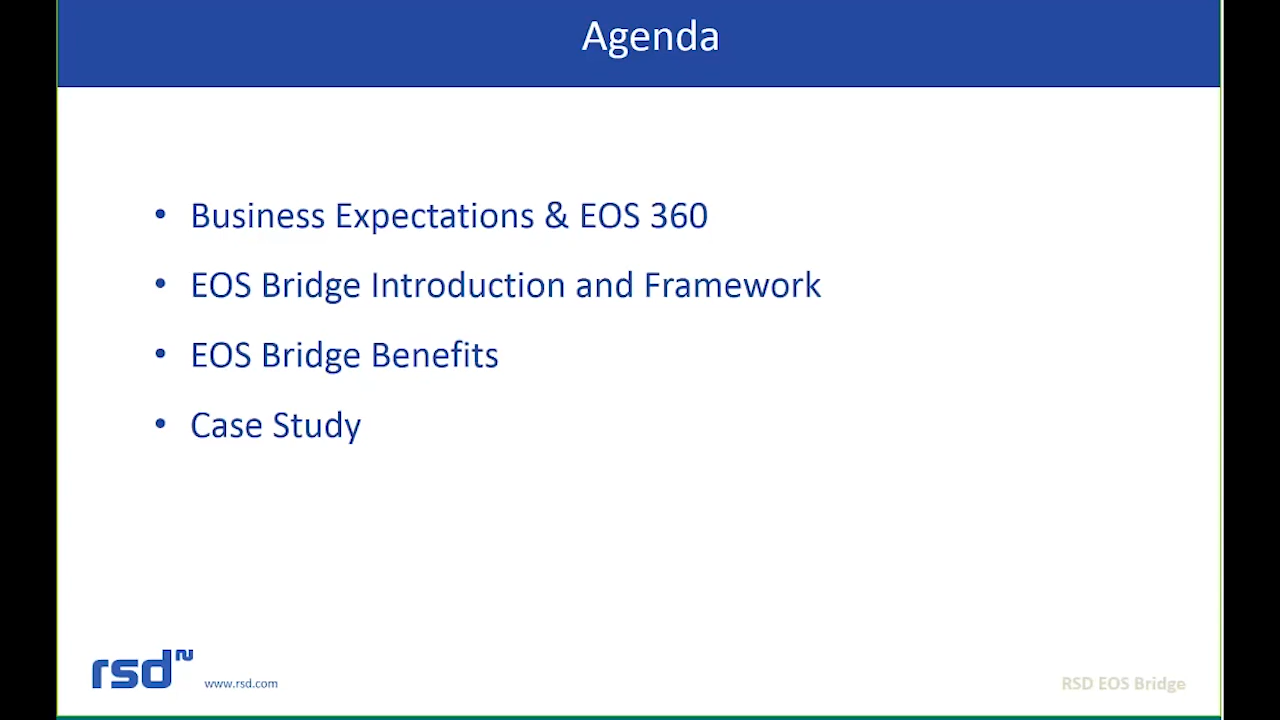 Agenda
• Business Expectations & EOS 360
• EOS Bridge Introduction and Framework
• EOS Bridge Benefits
• Case Study
rsd www.rsd.com
RSD EOS Bridge